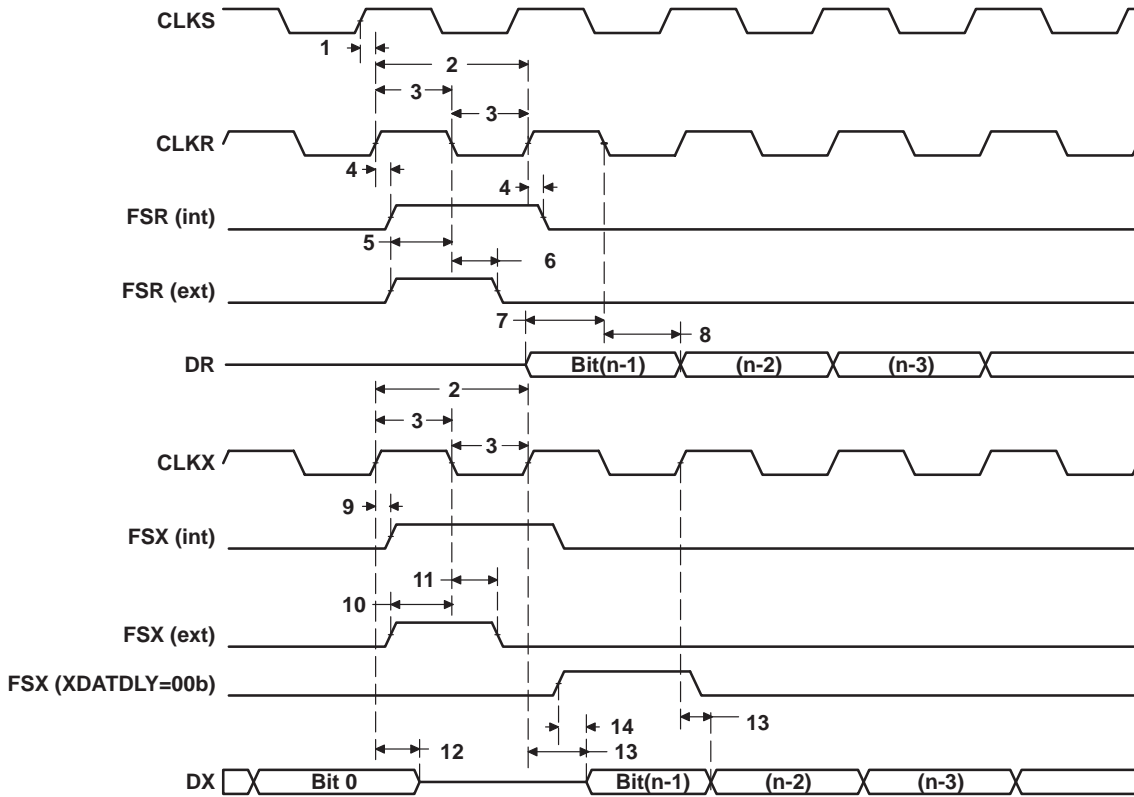 CLKS
1
2
3
3
CLKR
4
4
FSR (int)
5
6
FSR (ext)
7
8
DR
Bit(n-1)
(n-2)
(n-3)
2
3
3
CLKX
9
FSX (int)
11
10
FSX (ext)
FSX (XDATDLY=00b)
14
13
12
13
DX
Bit 0
Bit(n-1)
(n-2)
(n-3)